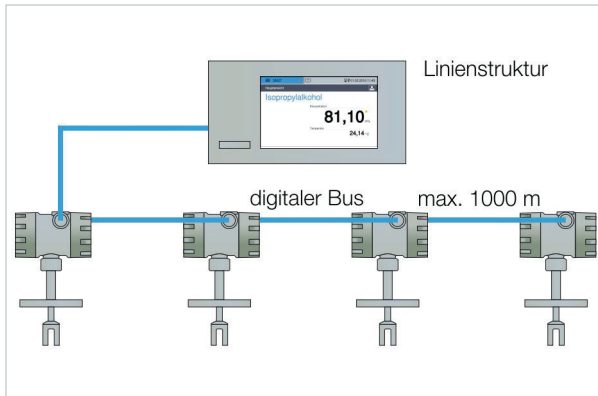 Linienstruktur
Isopropylalkohol
81,10
24,14
digitaler Bus
max. 1000 m